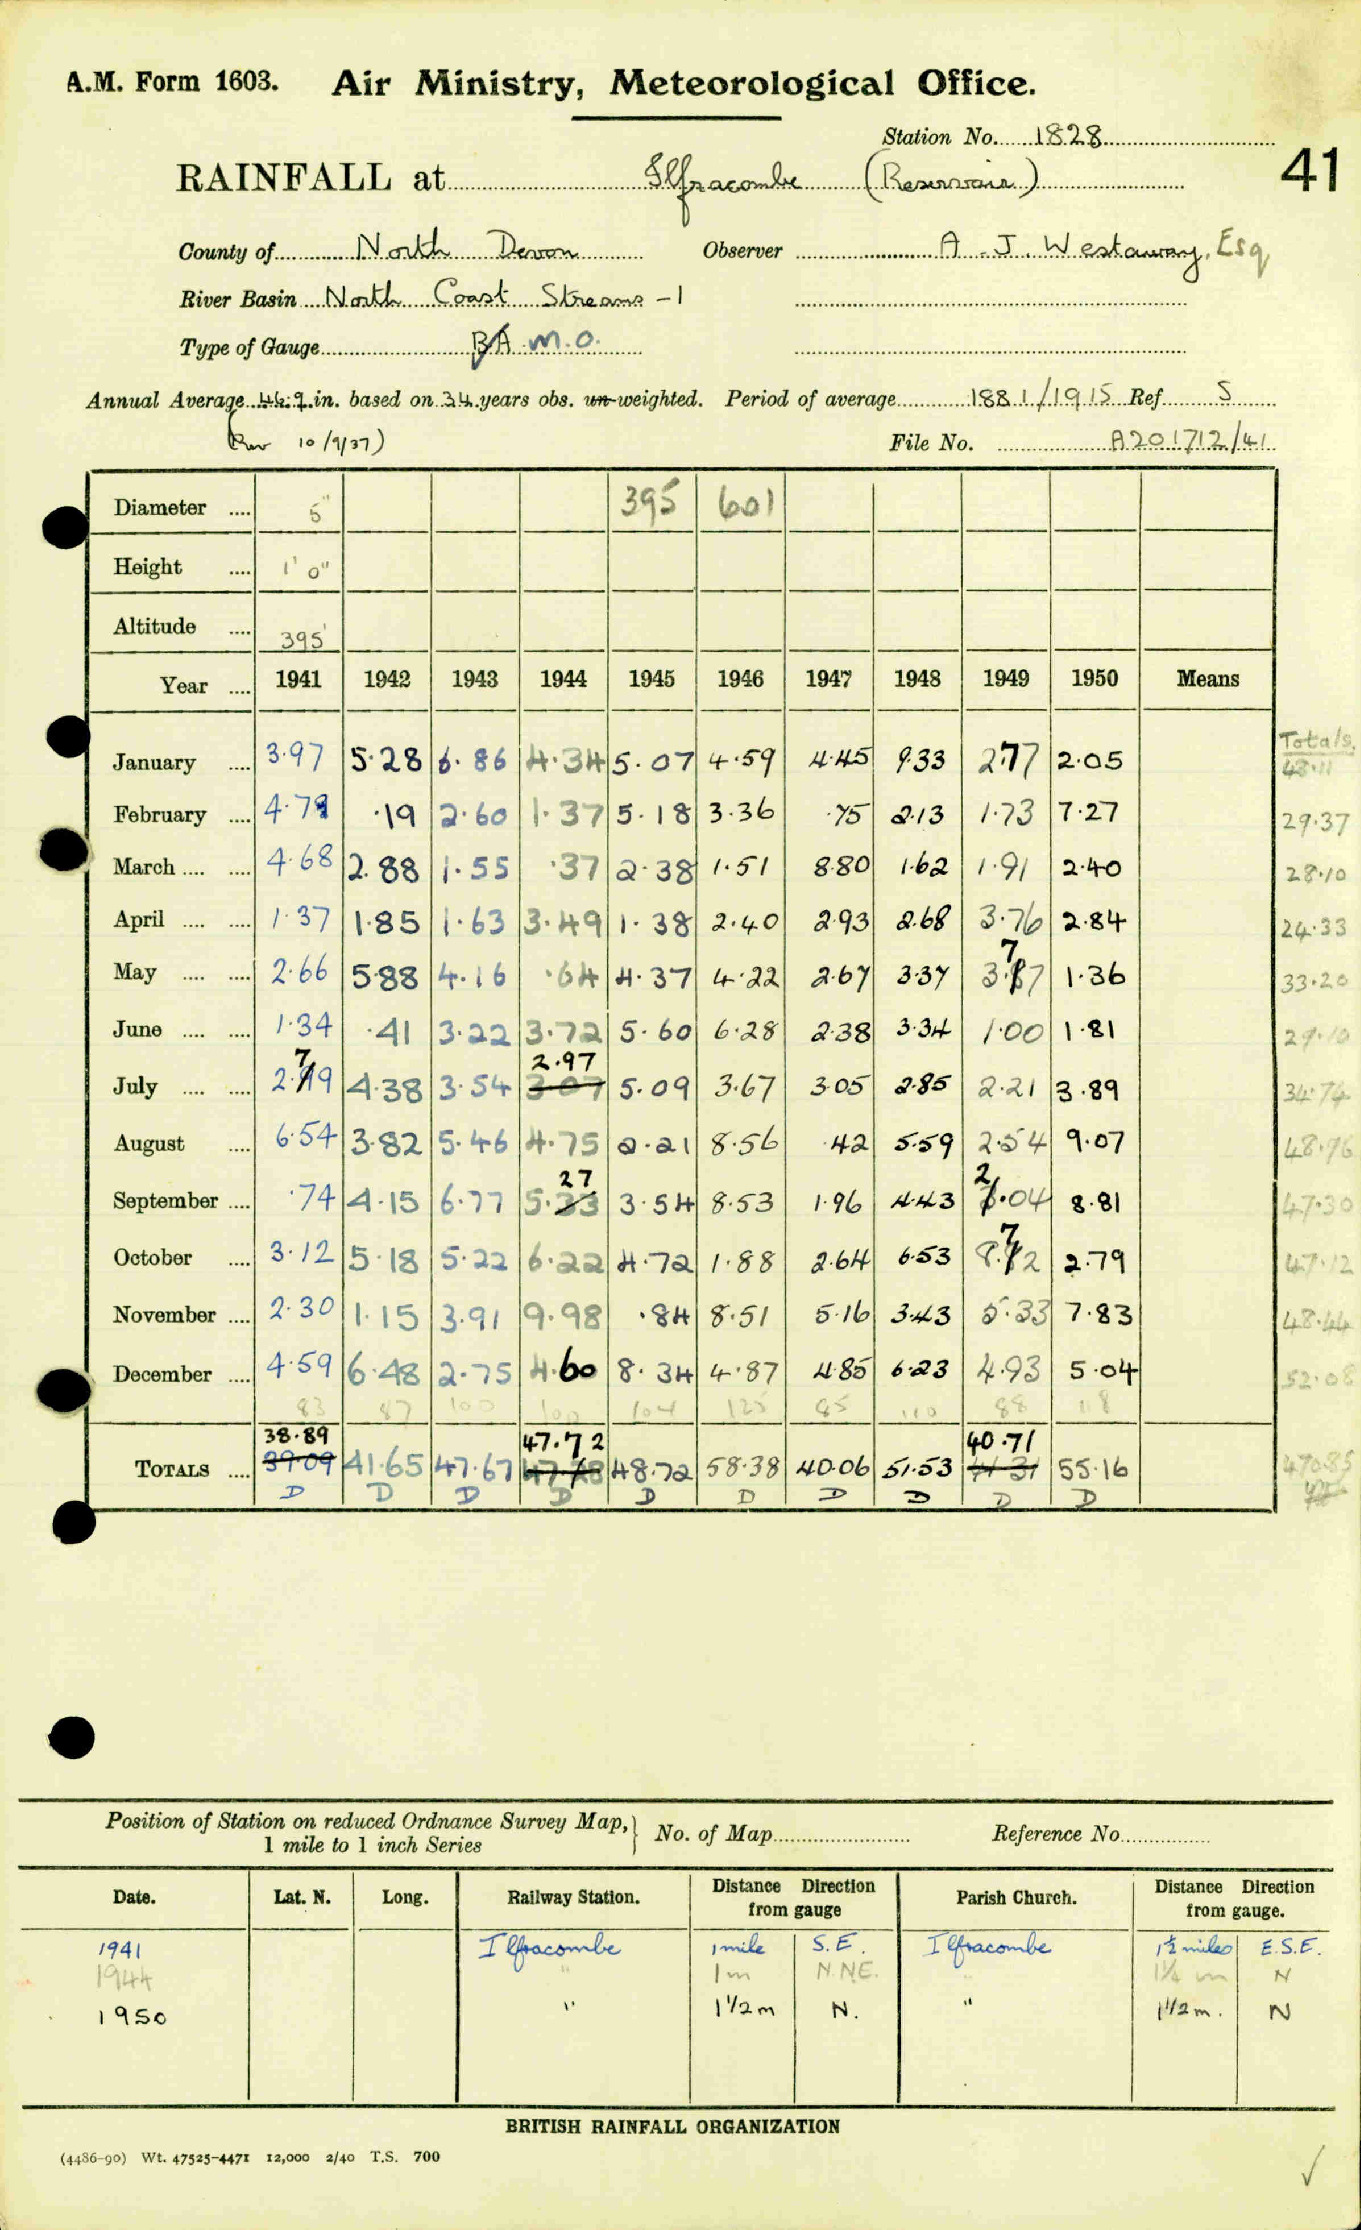 A.M. Form 1603. Air Ministry, Meteorological Office.
Station No. 1828
41
RAINFALL at Ilfracombe (Reservoir)
County of North Devon Observer A. J. Westaway, Esq
River Basin North Coast Streams - 1
Type of Gauge BA M.O.
Annual Average 46.9 in. based on 34 years obs. un-weighted. Period of average 1881/1915 Ref. S
(Rev 10/9/37) File No. A201712/41
Diameter .... 5" 395 601
Height .... 1' 0"
Altitude .... 395'
Year .... 1941 1942 1943 1944 1945 1946 1947 1948 1949 1950 Means
Totals.
January .... 3.97 5.28 6.86 4.34 5.07 4.59 4.45 9.33 2.77 2.05 48.11
February .... 4.79 .19 2.60 1.37 5.18 3.36 .75 2.13 1.73 7.27 29.37
March .... .... 4.68 2.88 1.55 .37 2.38 1.51 8.80 1.62 1.91 2.40 28.10
April .... .... 1.37 1.85 1.63 3.49 1.38 2.40 2.93 2.68 3.76 2.84 24.33
7
May .... .... 2.66 5.88 4.16 .64 4.37 4.22 2.67 3.37 3.87 1.36 33.20
June .... .... 1.34 .41 3.22 3.72 5.60 6.28 2.38 3.34 1.00 1.81 29.10
7 2.97
July .... .... 2.99 4.38 3.54 3.07 5.09 3.67 3.05 2.85 2.21 3.89 34.74
August .... 6.54 3.82 5.46 4.75 2.21 8.56 .42 5.59 2.54 9.07 48.96
27 2
September .... .74 4.15 6.77 5.33 3.54 8.53 1.96 4.43 .04 8.81 47.30
7
October .... 3.12 5.18 5.22 6.22 4.72 1.88 2.64 6.53 8. 2 2.79 47.12
November .... 2.30 1.15 3.91 9.98 .84 8.51 5.16 3.43 5.33 7.83 48.44
December .... 4.59 6.48 2.75 4.60 8.34 4.87 4.85 6.23 4.93 5.04 52.08
83 87 100 100 104 125 85 110 88 118
38.89 47.72 40.71
TOTALS .... 39.09 41.65 47.67 48.72 58.38 40.06 51.53 41.31 55.16 470.85
D D D D D D D D D D
Position of Station on reduced Ordnance Survey Map,
1 mile to 1 inch Series
No. of Map Reference No.
Date. Lat. N. Long. Railway Station. Distance Direction from gauge Parish Church. Distance Direction from gauge.
1941 Ilfracombe 1 mile S.E. Ilfracombe 1½ miles E.S.E.
1944 " 1 m N.NE. " 1¼ m N
1950 " 1 1/2 m N. " 1 1/2 m. N
BRITISH RAINFALL ORGANIZATION
(4486-90) Wt. 47525-4471 12,000 2/40 T.S. 700